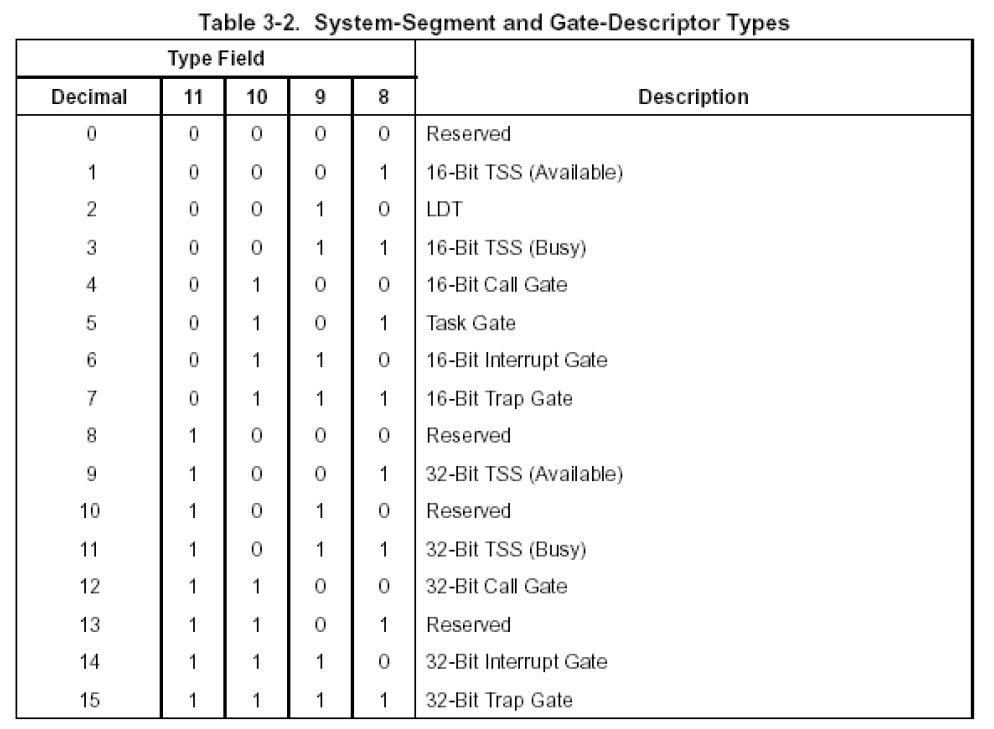 Table 3-2. System-Segment and Gate-Descriptor Types
Type Field
Decimal 11 10 9 8 Description
0 0 0 0 0 Reserved
1 0 0 0 1 16-Bit TSS (Available)
2 0 0 1 0 LDT
3 0 0 1 1 16-Bit TSS (Busy)
4 0 1 0 0 16-Bit Call Gate
5 0 1 0 1 Task Gate
6 0 1 1 0 16-Bit Interrupt Gate
7 0 1 1 1 16-Bit Trap Gate
8 1 0 0 0 Reserved
9 1 0 0 1 32-Bit TSS (Available)
10 1 0 1 0 Reserved
11 1 0 1 1 32-Bit TSS (Busy)
12 1 1 0 0 32-Bit Call Gate
13 1 1 0 1 Reserved
14 1 1 1 0 32-Bit Interrupt Gate
15 1 1 1 1 32-Bit Trap Gate